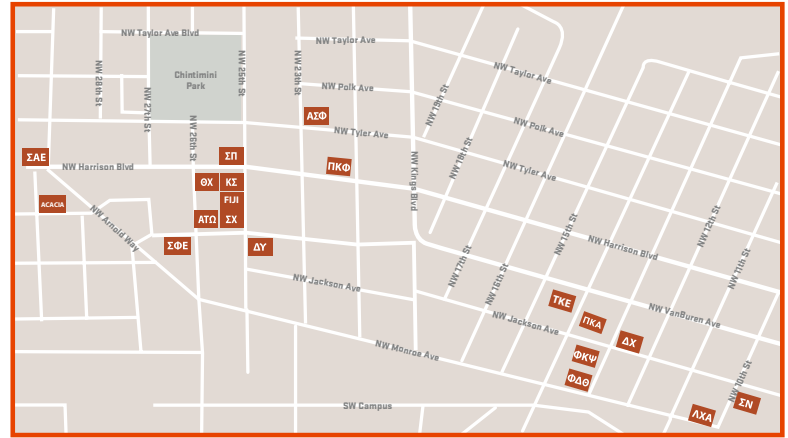 NW Taylor Ave Blvd
NW Taylor Ave
NW 28th St
NW 27th St
Chintimini
Park
NW 25th St
NW 23rd St
NW Taylor Ave
NW Polk Ave
NW 19th St
ΑΣΦ
NW 26th St
NW Tyler Ave
NW Polk Ave
ΣΑΕ
NW Harrison Blvd
ΣΠ
ΠΚΦ
NW Kings Blvd
NW 18th St
NW Tyler Ave
ΘΧ
ΚΣ
FIJI
ACACIA
NW Arnold Way
ΑΤΩ
ΣΧ
ΣΦΕ
ΔΥ
NW 17th St
NW 15th St
NW Harrison Blvd
NW 12th St
NW 11th St
NW Jackson Ave
NW 16th St
ΤΚΕ
NW VanBuren Ave
NW Jackson Ave
ΠΚΑ
ΔΧ
NW Monroe Ave
ΦΚΨ
ΦΔΘ
NW 10th St
SW Campus
ΛΧΑ
ΣΝ